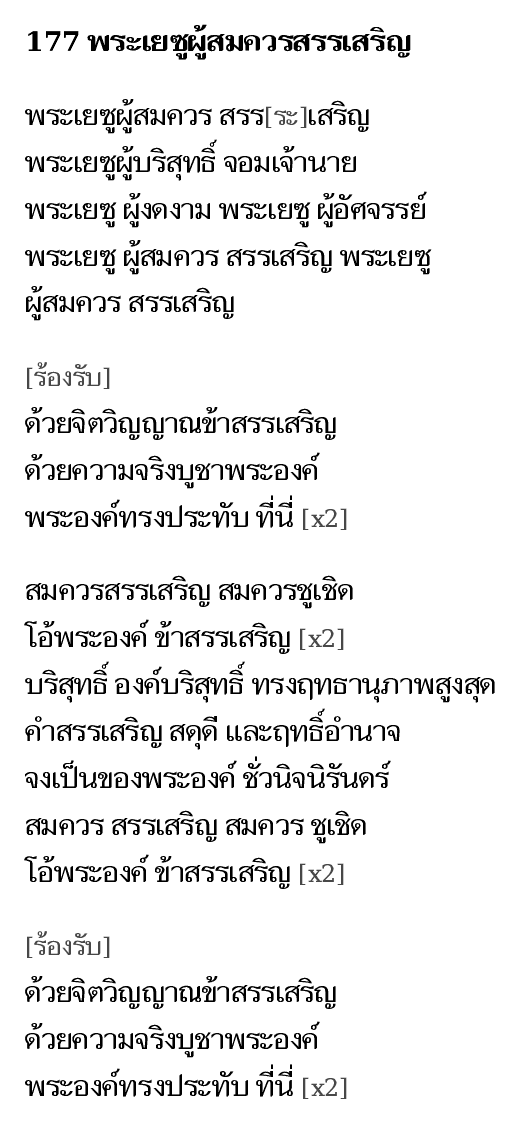 177 พระเยซูผู้สมควรสรรเสริญ
พระเยซูผู้สมควร สรร[ระ]เสริญ
พระเยซูผู้บริสุทธิ์ จอมเจ้านาย
พระเยซู ผู้งดงาม พระเยซู ผู้อัศจรรย์
พระเยซู ผู้สมควร สรรเสริญ พระเยซู
ผู้สมควร สรรเสริญ
[ร้องรับ]
ด้วยจิตวิญญาณข้าสรรเสริญ
ด้วยความจริงบูชาพระองค์
พระองค์ทรงประทับ ที่นี่ [x2]
สมควรสรรเสริญ สมควรชูเชิด
โอ้พระองค์ ข้าสรรเสริญ [x2]
บริสุทธิ์ องค์บริสุทธิ์ ทรงฤทธานุภาพสูงสุด
คำสรรเสริญ สดุดี และฤทธิ์อำนาจ
จงเป็นของพระองค์ ชั่วนิจนิรันดร์
สมควร สรรเสริญ สมควร ชูเชิด
โอ้พระองค์ ข้าสรรเสริญ [x2]
[ร้องรับ]
ด้วยจิตวิญญาณข้าสรรเสริญ
ด้วยความจริงบูชาพระองค์
พระองค์ทรงประทับ ที่นี่ [x2]